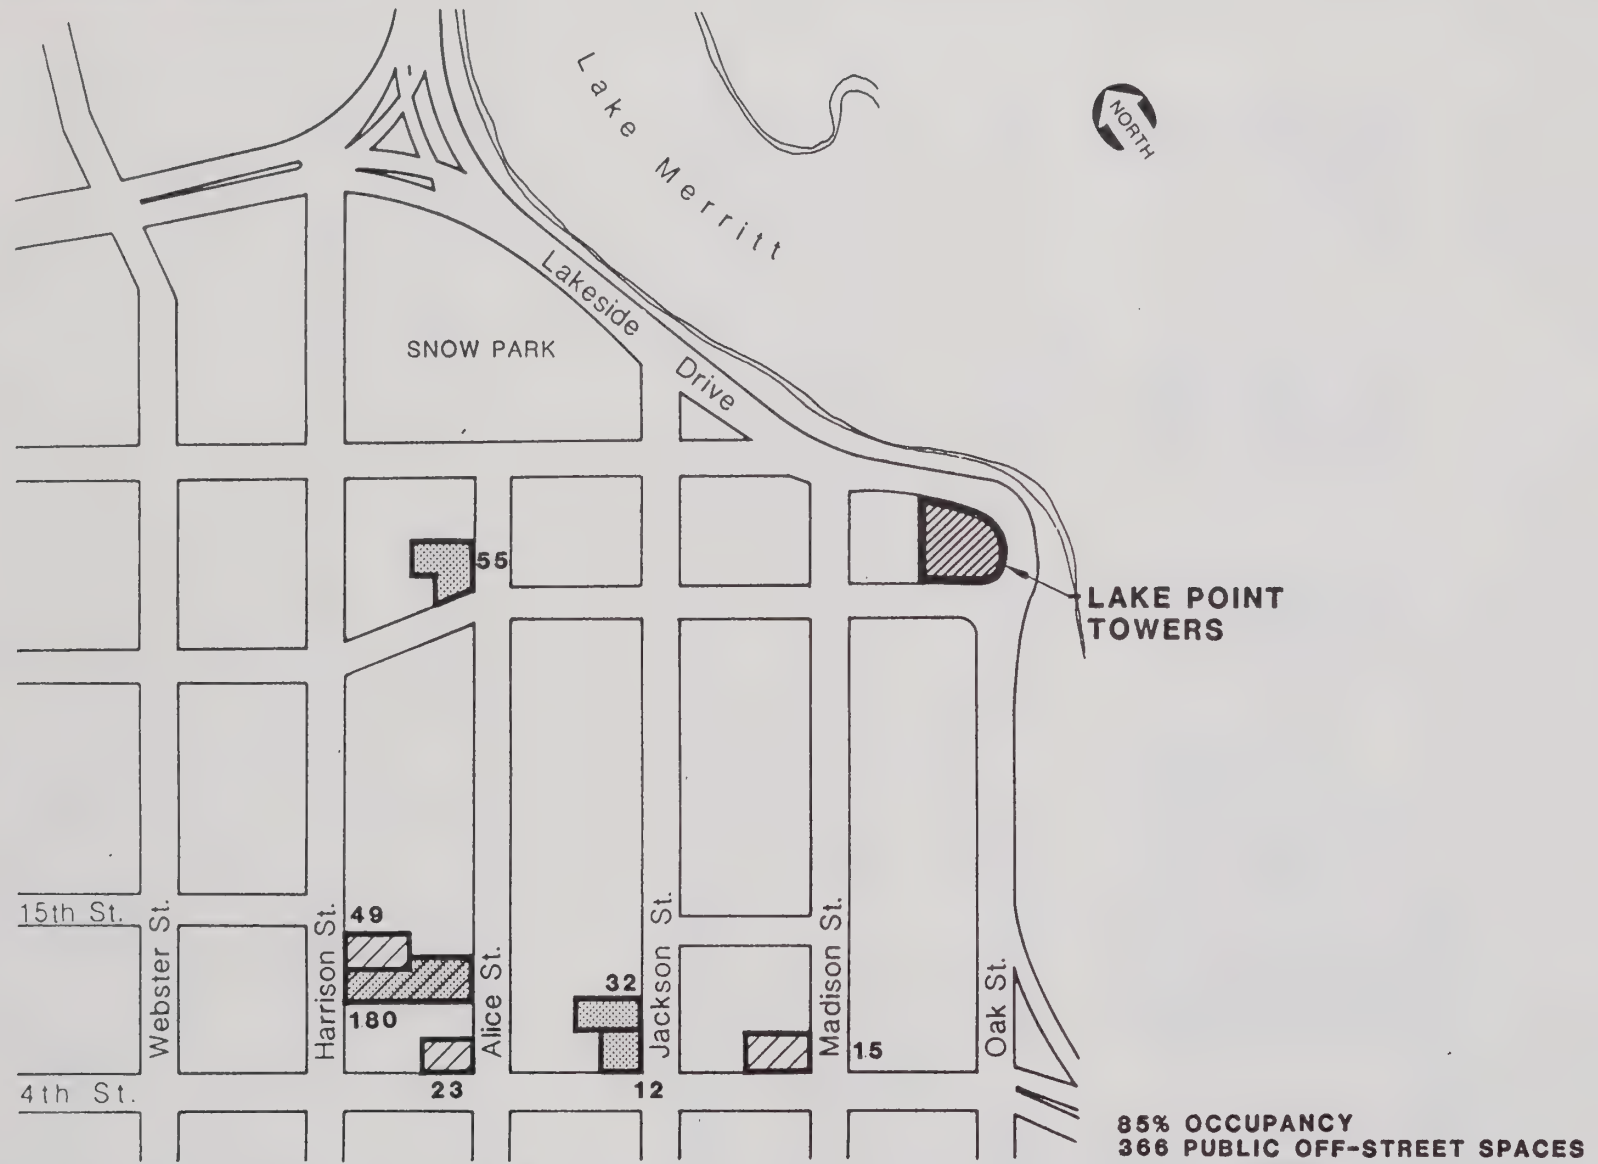 Lake Merritt
NORTH
Lakeside Drive
SNOW PARK
55
LAKE POINT
TOWERS
15th St.
Webster St.
Harrison St.
49
180
Alice St.
23
32
12
Jackson St.
Madison St.
15
Oak St.
4th St.
85% OCCUPANCY
366 PUBLIC OFF-STREET SPACES